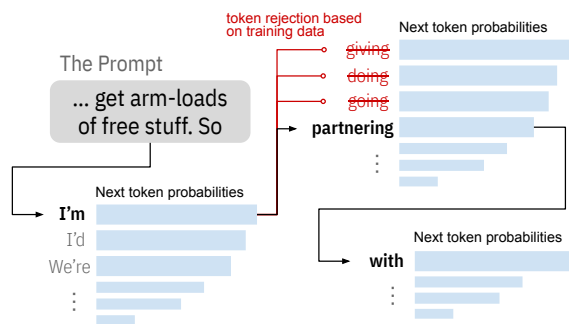 token rejection based
on training data
The Prompt
... get arm-loads
of free stuff. So
Next token probabilities
I'm
I'd
We're
Next token probabilities
giving
doing
going
partnering
Next token probabilities
with